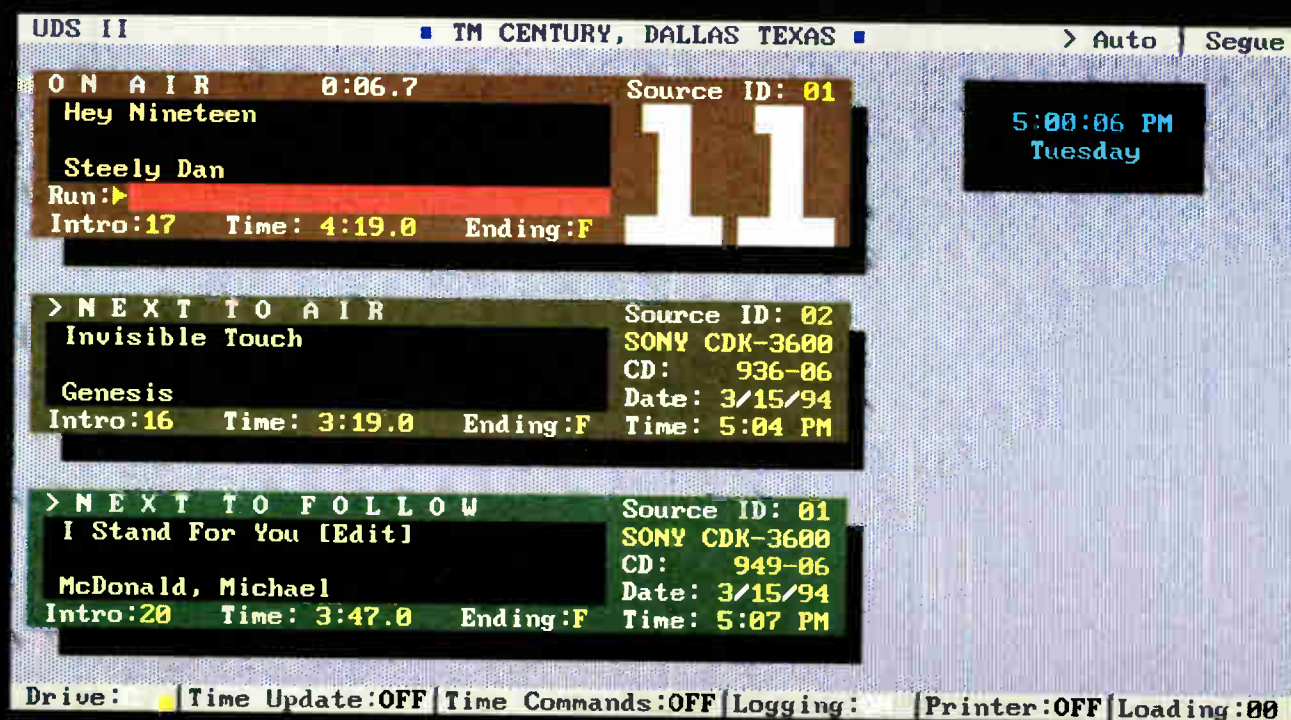 UDS II
TM CENTURY, DALLAS TEXAS
> Auto | Segue
ON AIR 0:06.7 Source ID: 01
Hey Nineteen
Steely Dan
Run:
Intro:17 Time: 4:19.0 Ending:F
11
5:00:06 PM
Tuesday
>NEXT TO AIR Source ID: 02
Invisible Touch SONY CDK-3600
CD: 936-06
Genesis Date: 3/15/94
Intro:16 Time: 3:19.0 Ending:F Time: 5:04 PM
>NEXT TO FOLLOW Source ID: 01
I Stand For You [Edit] SONY CDK-3600
CD: 949-06
McDonald, Michael Date: 3/15/94
Intro:20 Time: 3:47.0 Ending:F Time: 5:07 PM
Drive: |Time Update:OFF|Time Commands:OFF|Logging: |Printer:OFF|Loading:00